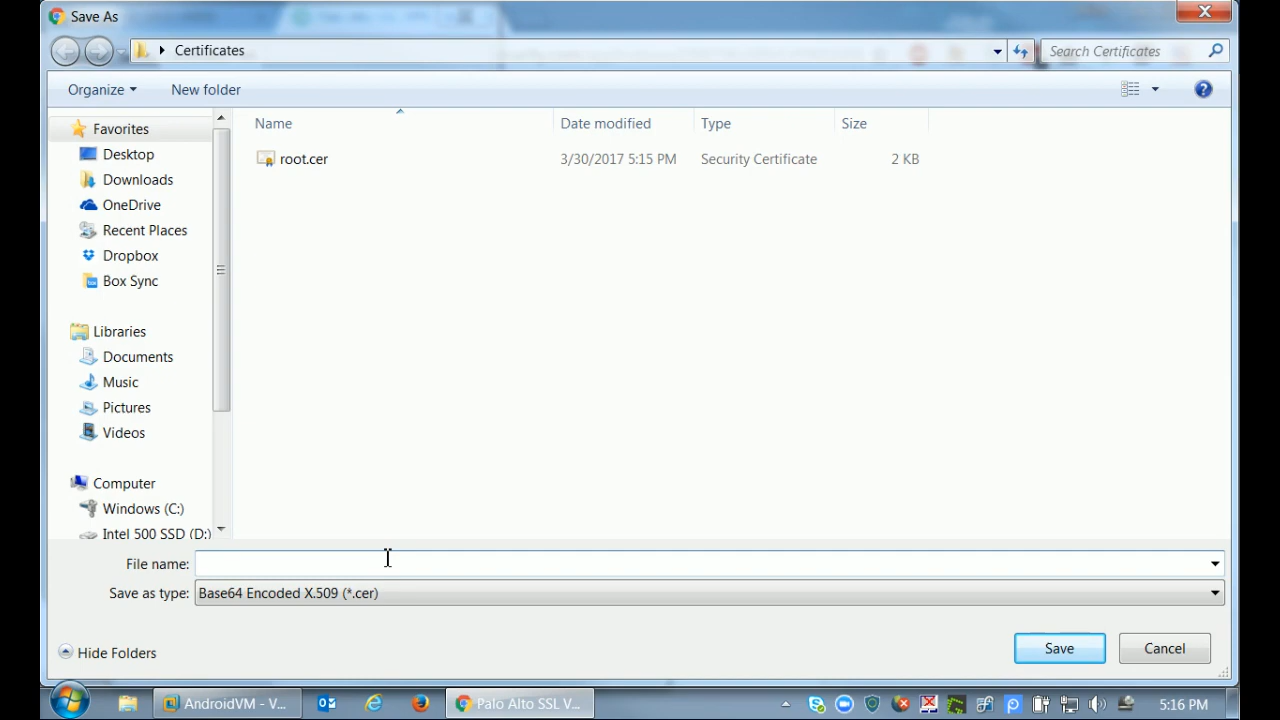 Save As
Certificates
Search Certificates
Organize
New folder
Name
Date modified
Type
Size
root.cer
3/30/2017 5:15 PM
Security Certificate
2 KB
Favorites
Desktop
Downloads
OneDrive
Recent Places
Dropbox
Box Sync
Libraries
Documents
Music
Pictures
Videos
Computer
Windows (C:)
Intel 500 SSD (D:)
File name:
Save as type:
Base64 Encoded X.509 (*.cer)
Hide Folders
Save
Cancel
AndroidVM - V...
Palo Alto SSL V...
5:16 PM